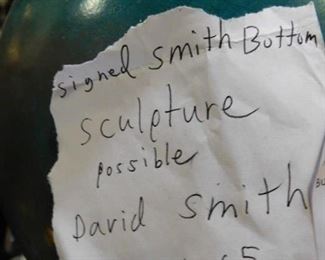 signed smith Bottom
sculpture
possible
David smith